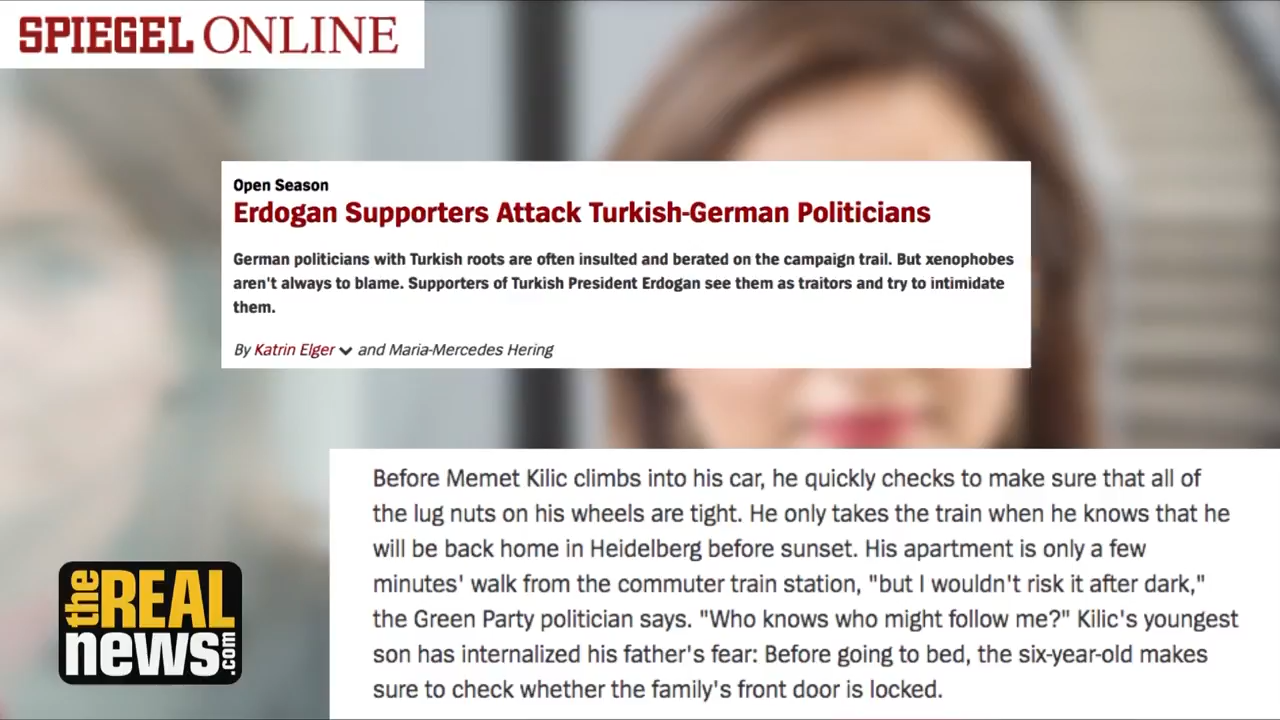 SPIEGEL ONLINE
Open Season
Erdogan Supporters Attack Turkish-German Politicians
German politicians with Turkish roots are often insulted and berated on the campaign trail. But xenophobes
aren't always to blame. Supporters of Turkish President Erdogan see them as traitors and try to intimidate
them.
By Katrin Elger and Maria-Mercedes Hering
Before Memet Kilic climbs into his car, he quickly checks to make sure that all of
the lug nuts on his wheels are tight. He only takes the train when he knows that he
will be back home in Heidelberg before sunset. His apartment is only a few
minutes' walk from the commuter train station, "but I wouldn't risk it after dark,"
the Green Party politician says. "Who knows who might follow me?" Kilic's youngest
son has internalized his father's fear: Before going to bed, the six-year-old makes
sure to check whether the family's front door is locked.
the REAL
news.com